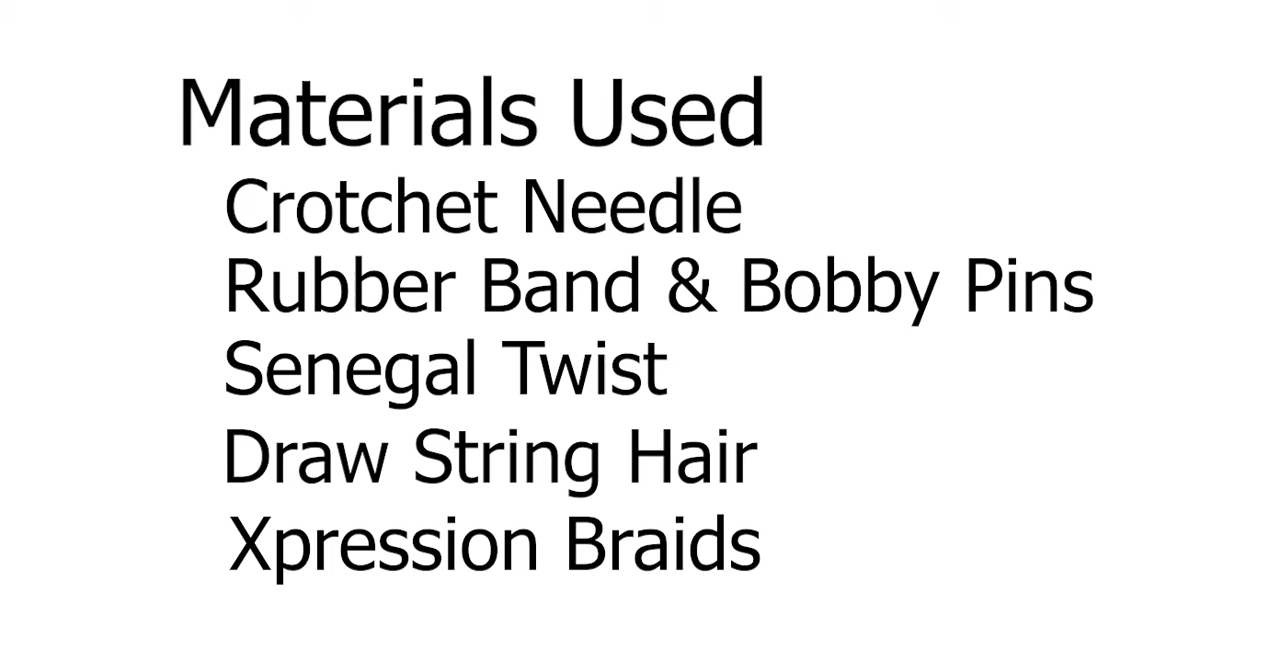 Materials Used
Crotchet Needle
Rubber Band & Bobby Pins
Senegal Twist
Draw String Hair
Xpression Braids